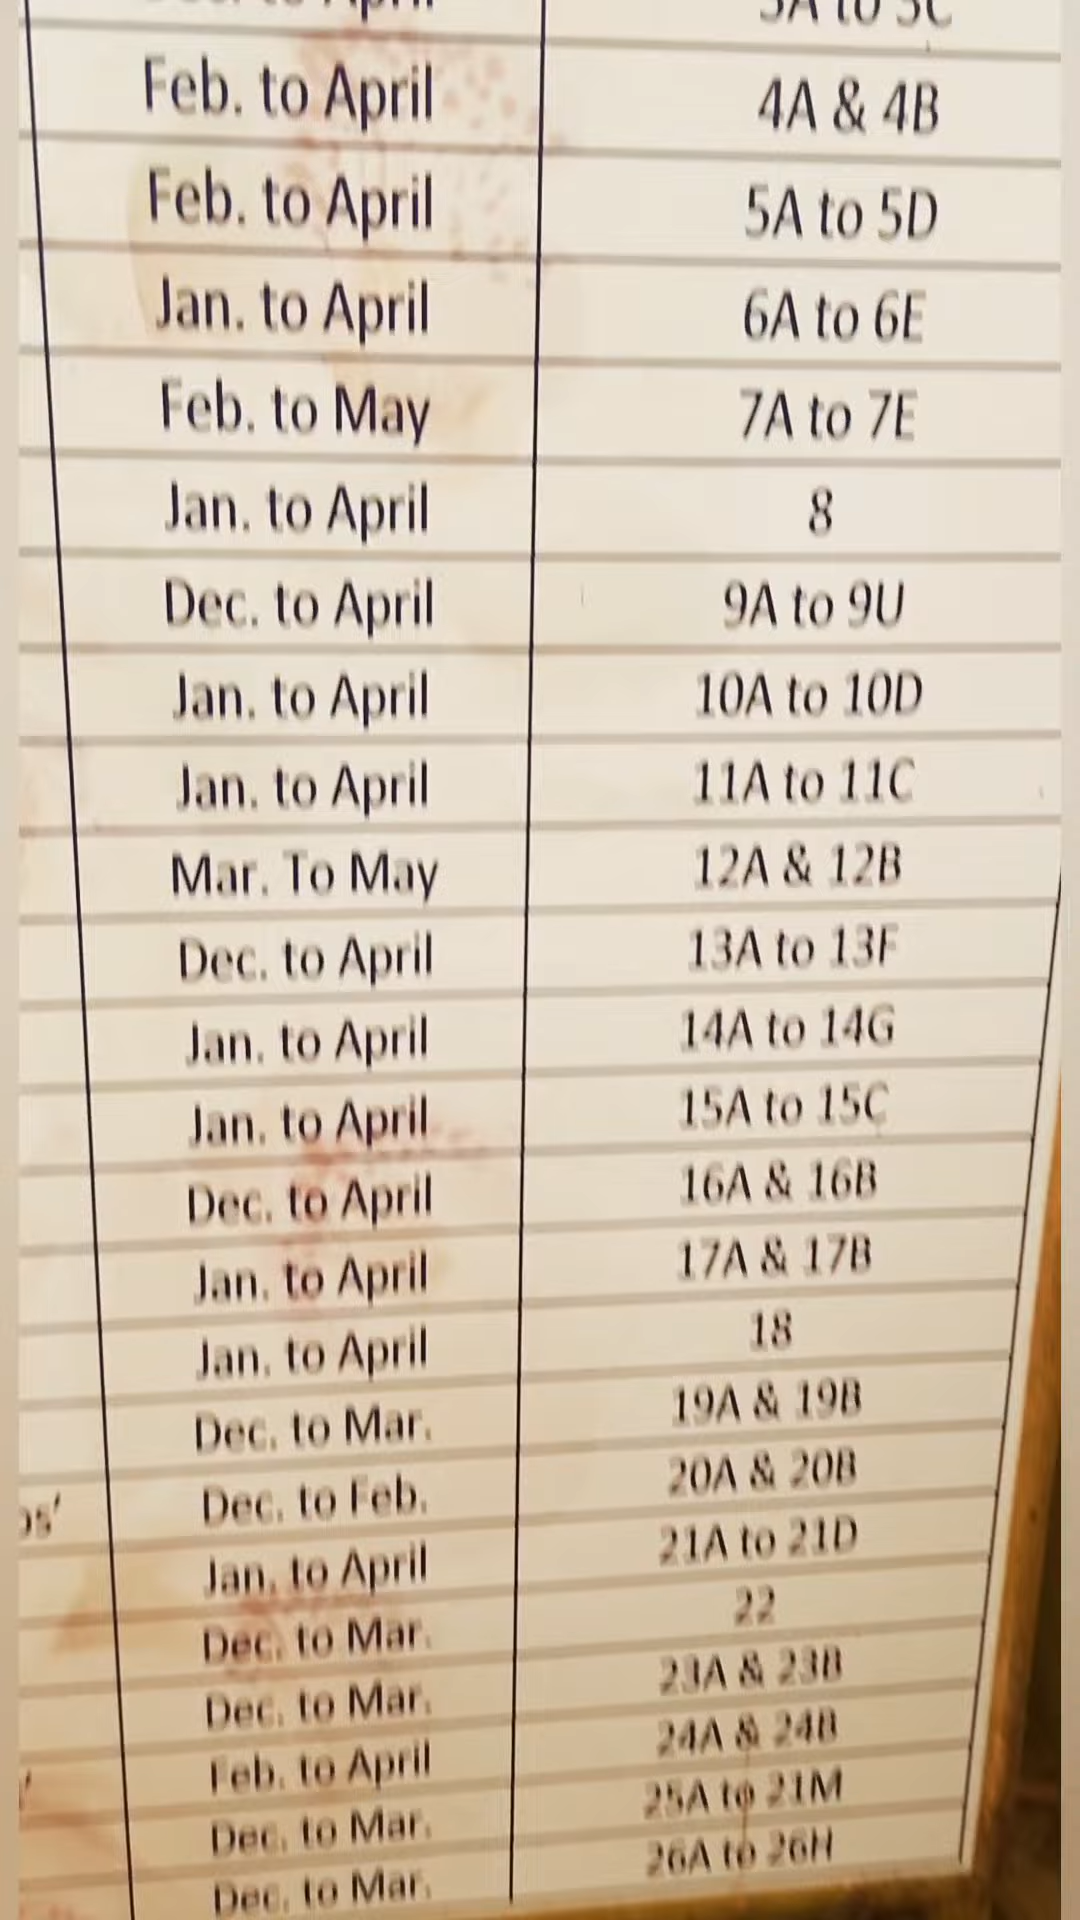 to April 3A to 3C
Feb. to April 4A & 4B
Feb. to April 5A to 5D
Jan. to April 6A to 6E
Feb. to May 7A to 7E
Jan. to April 8
Dec. to April 9A to 9U
Jan. to April 10A to 10D
Jan. to April 11A to 11C
Mar. To May 12A & 12B
Dec. to April 13A to 13F
Jan. to April 14A to 14G
Jan. to April 15A to 15C
Dec. to April 16A & 16B
Jan. to April 17A & 17B
Jan. to April 18
Dec. to Mar. 19A & 19B
Dec. to Feb. 20A & 20B
Jan. to April 21A to 21D
Dec. to Mar. 22
Dec. to Mar. 23A & 23B
Feb. to April 24A & 24B
Dec. to Mar. 25A to 21M
Dec. to Mar. 26A to 26H